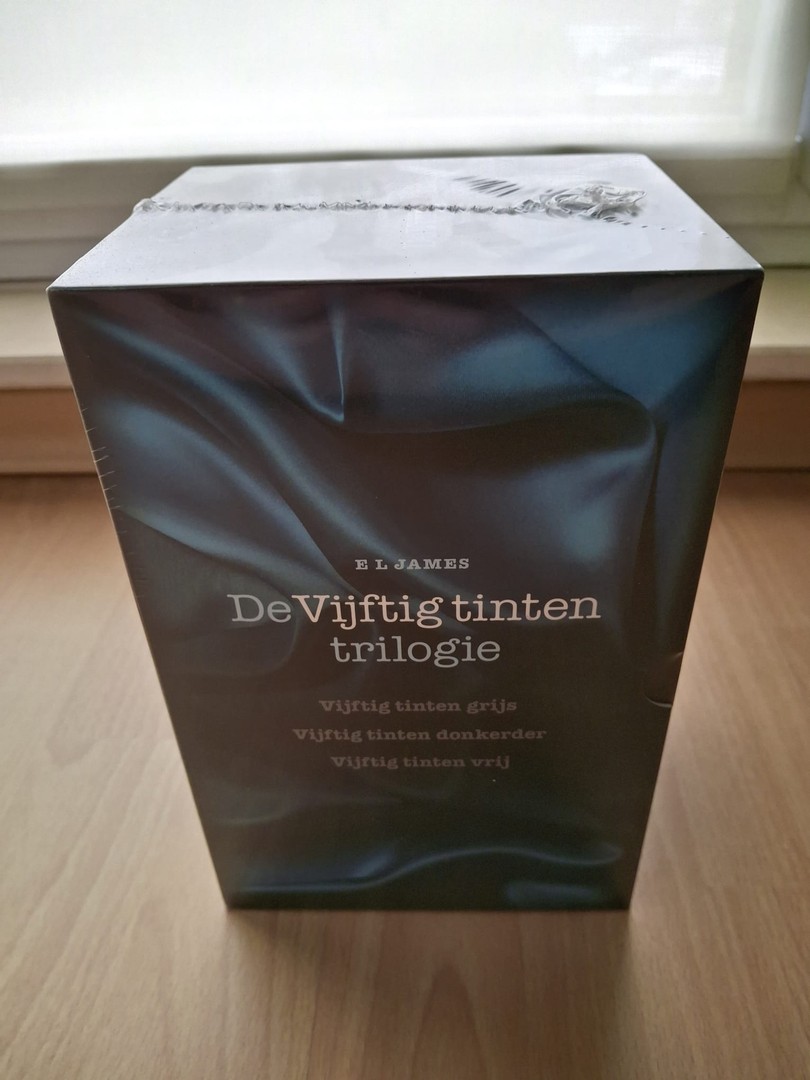 E L JAMES
De Vijftig tinten
trilogie
Vijftig tinten grijs
Vijftig tinten donkerder
Vijftig tinten vrij